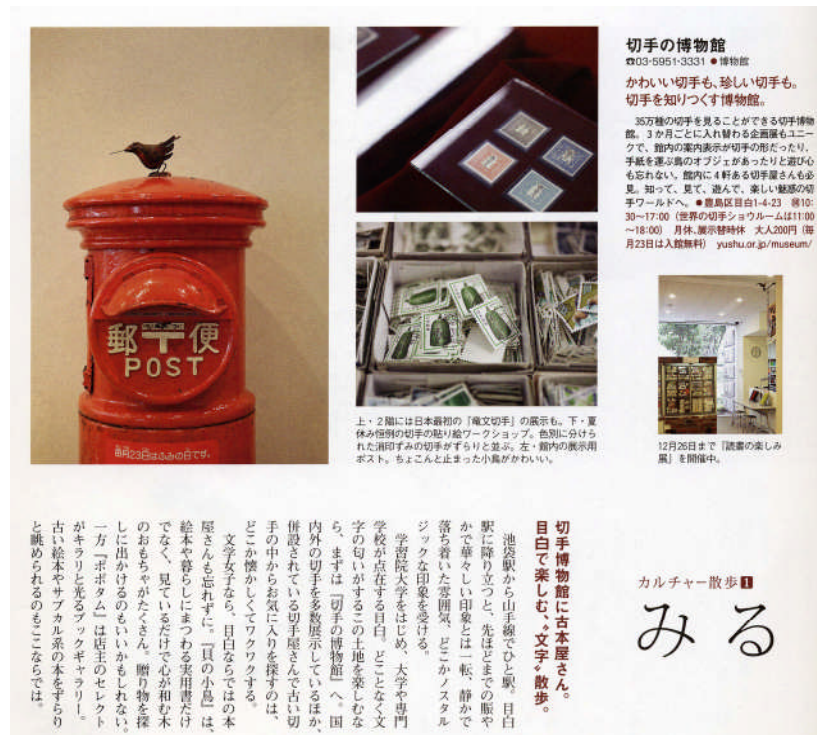 切手の博物館
☎03・5951・3331 ●博物館
かわいい切手も、珍しい切手も。
切手を知りつくす博物館。
35万種の切手を見ることができる切手博物
館。3か月ごとに入れ替わる企画展もユニー
クで、館内の案内表示が切手の形だったり、
手紙を運ぶ鳥のオブジェがあったりと遊び心
も忘れない。館内に4軒ある切手屋さんも必
見。知って、見て、遊んで、楽しい魅惑の切
手ワールドへ。●豊島区目白1-4-23 ㊺10:
30〜17:00(世界の切手ショウルームは11:00
〜18:00) 月休、展示替時休 大人200円(毎
月23日は入館無料) yushu.or.jp/museum/
郵〒便
POST
毎月23日はふみの日です。
上・2階には日本最初の「竜文切手」の展示も。下・夏
休み恒例の切手の貼り絵ワークショップ。色別に分けら
れた消印ずみの切手がずらりと並ぶ。左・館内の展示用
ポスト。ちょこんと止まった小鳥がかわいい。
12月26日まで『読書の楽しみ
展』を開催中。
カルチャー散歩1
みる
切手博物館に古本屋さん。
目白で楽しむ、“文字”散歩。
池袋駅から山手線でひと駅。目白
駅に降り立つと、先ほどまでの賑や
かで華々しい印象とは一転、静かで
落ち着いた雰囲気、どこかノスタル
ジックな印象を受ける。
学習院大学をはじめ、大学や専門
学校が点在する目白。どことなく文
字の匂いがするこの土地を楽しむな
ら、まずは『切手の博物館』へ。国
内外の切手を多数展示しているほか、
併設されている切手屋さんで古い切
手の中からお気に入りを探すのは、
どこか懐かしくてワクワクする。
文学女子なら、目白ならではの本
屋さんも忘れずに。『貝の小鳥』は、
絵本や暮らしにまつわる実用書だけ
でなく、見ているだけで心が和む木
のおもちゃがたくさん。贈り物を探
しに出かけるのもいいかもしれない。
一方『ポポタム』は店主のセレクト
がキラリと光るブックギャラリー。
古い絵本やサブカル系の本をずらり
と眺められるのもここならでは。